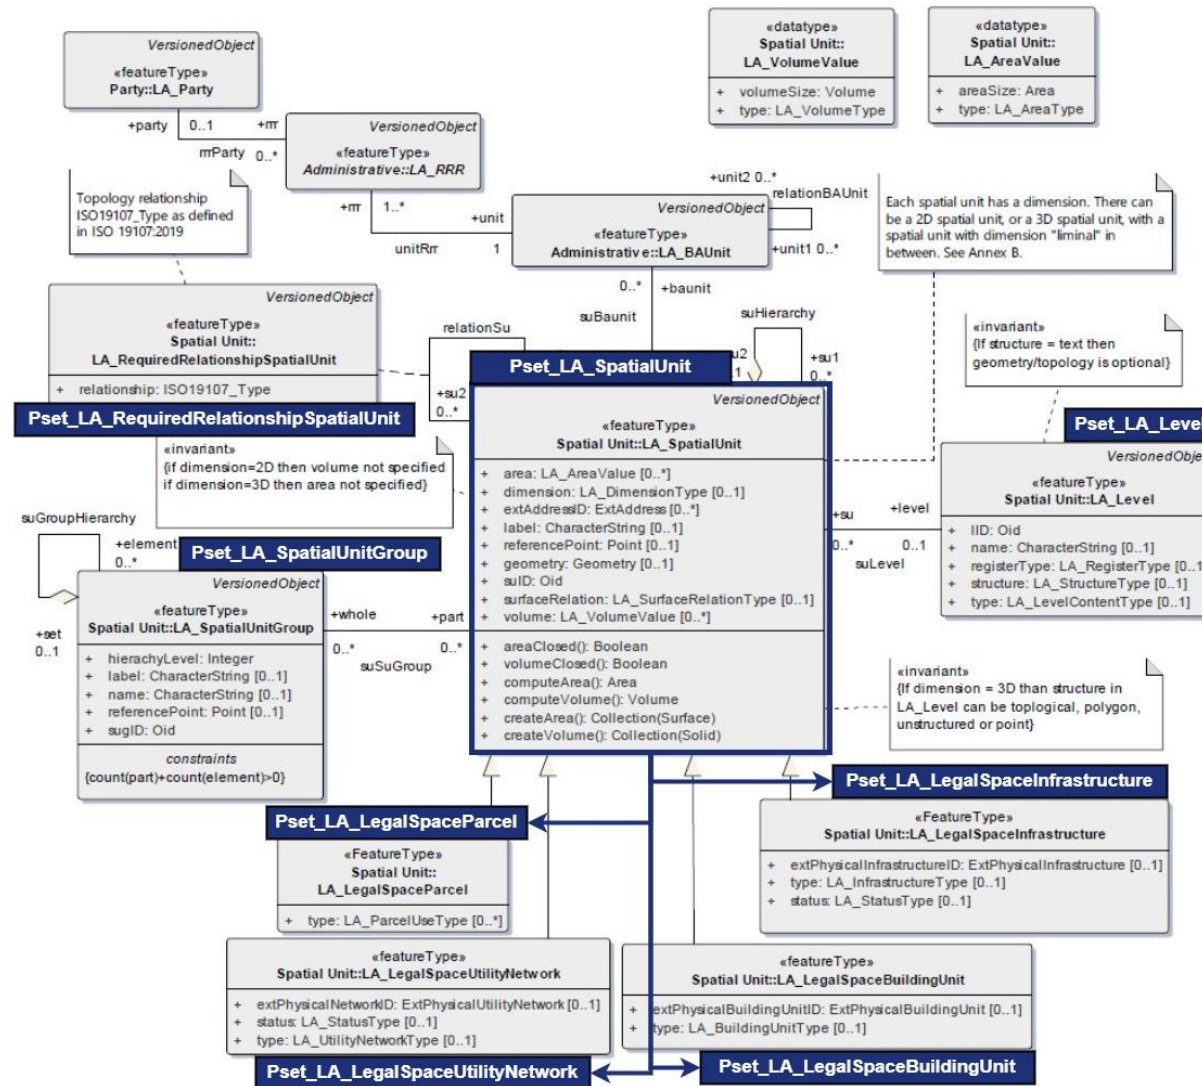 VersionedObject
«featureType»
Party::LA_Party
+party
0..1
+rrr
rrrParty
0..*
VersionedObject
«featureType»
Administrative::LA_RRR
+rrr
1..*
+unit
unitRrr
1
«datatype»
Spatial Unit::
LA_VolumeValue
+ volumeSize: Volume
+ type: LA_VolumeType
«datatype»
Spatial Unit::
LA_AreaValue
+ areaSize: Area
+ type: LA_AreaType
Topology relationship
ISO19107_Type as defined
in ISO 19107:2019
+unit2 0..*
relationBAUnit
VersionedObject
«featureType»
Administrative::LA_BAUnit
+unit1 0..*
0..*
+baunit
suBaunit
Each spatial unit has a dimension. There can
be a 2D spatial unit, or a 3D spatial unit, with a
spatial unit with dimension "liminal" in
between. See Annex B.
VersionedObject
«featureType»
Spatial Unit::
LA_RequiredRelationshipSpatialUnit
+ relationship: ISO19107_Type
Pset_LA_RequiredRelationshipSpatialUnit
relationSu
+su2
0..*
suHierarchy
su2
.1
+su1
0..*
«invariant»
{If structure = text then
geometry/topology is optional}
«invariant»
{if dimension=2D then volume not specified
if dimension=3D then area not specified}
Pset_LA_SpatialUnit
VersionedObject
«featureType»
Spatial Unit::LA_SpatialUnit
+ area: LA_AreaValue [0..*]
+ dimension: LA_DimensionType [0..1]
+ extAddressID: ExtAddress [0..*]
+ label: CharacterString [0..1]
+ referencePoint: Point [0..1]
+ geometry: Geometry [0..1]
+ suID: Oid
+ surfaceRelation: LA_SurfaceRelationType [0..1]
+ volume: LA_VolumeValue [0..*]
+ areaClosed(): Boolean
+ volumeClosed(): Boolean
+ computeArea(): Area
+ computeVolume(): Volume
+ createArea(): Collection(Surface)
+ createVolume(): Collection(Solid)
Pset_LA_Level
VersionedObje
«featureType»
Spatial Unit::LA_Level
+ lID: Oid
+ name: CharacterString [0..1]
+ registerType: LA_RegisterType [0..1
+ structure: LA_StructureType [0..1]
+ type: LA_LevelContentType [0..1]
+su
+level
0..*
0..1
suLevel
suGroupHierarchy
+element
0..*
Pset_LA_SpatialUnitGroup
VersionedObject
«featureType»
Spatial Unit::LA_SpatialUnitGroup
+ hierachyLevel: Integer
+ label: CharacterString [0..1]
+ name: CharacterString [0..1]
+ referencePoint: Point [0..1]
+ sugID: Oid
constraints
{count(part)+count(element)>0}
+set
0..1
+whole
+part
0..*
0..*
suSuGroup
«invariant»
{If dimension = 3D than structure in
LA_Level can be toplogical, polygon,
unstructured or point}
Pset_LA_LegalSpaceInfrastructure
«FeatureType»
Spatial Unit::LA_LegalSpaceInfrastructure
+ extPhysicalInfrastructureID: ExtPhysicalInfrastructure [0..1]
+ type: LA_InfrastructureType [0..1]
+ status: LA_StatusType [0..1]
Pset_LA_LegalSpaceParcel
«FeatureType»
Spatial Unit::
LA_LegalSpaceParcel
+ type: LA_ParcelUseType [0..*]
«featureType»
Spatial Unit::LA_LegalSpaceUtilityNetwork
+ extPhysicalNetworkID: ExtPhysicalUtilityNetwork [0..1]
+ status: LA_StatusType [0..1]
+ type: LA_UtilityNetworkType [0..1]
Pset_LA_LegalSpaceUtilityNetwork
«featureType»
Spatial Unit::LA_LegalSpaceBuildingUnit
+ extPhysicalBuildingUnitID: ExtPhysicalBuildingUnit [0..1]
+ type: LA_BuildingUnitType [0..1]
Pset_LA_LegalSpaceBuildingUnit